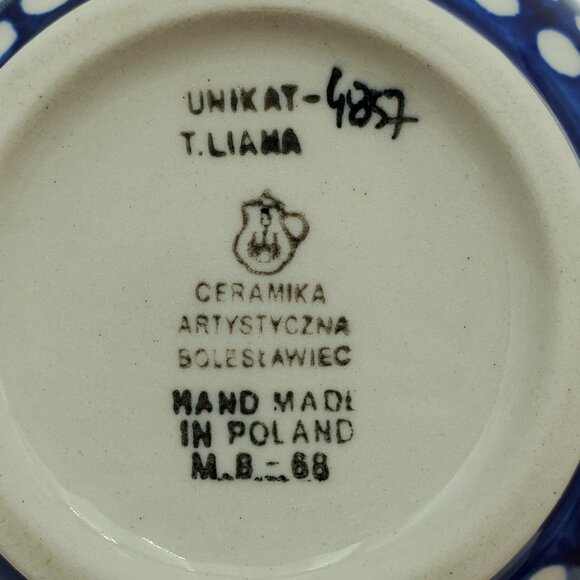 UNIKAT-4857
T.LIANA
CERAMIKA
ARTYSTYCZNA
BOLESŁAWIEC
HAND MADE
IN POLAND
M.B-68